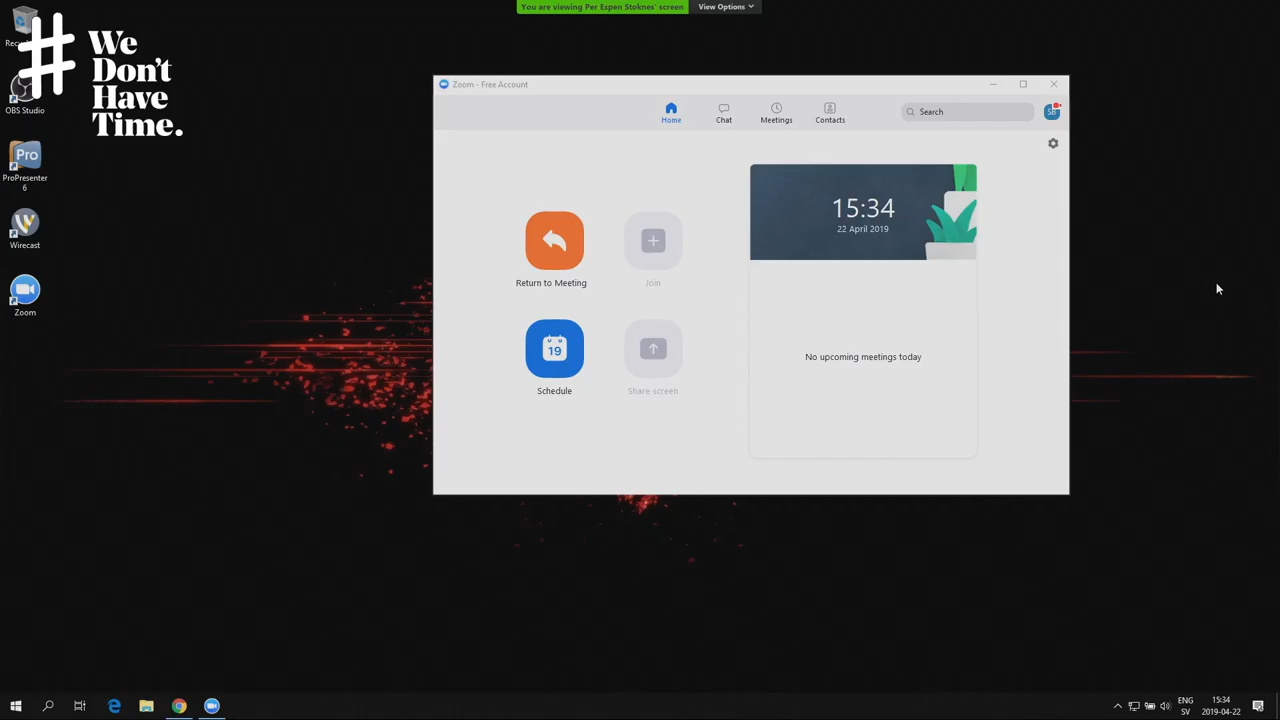 You are viewing Per Espen Stoknes' screen
View Options
#
We
Don't
Have
Time.
OBS Studio
Pro
ProPresenter
6
Wirecast
Zoom
Zoom - Free Account
Home
Chat
Meetings
Contacts
Search
SB
15:34
22 April 2019
Return to Meeting
Join
19
Schedule
Share screen
No upcoming meetings today
ENG
SV
15:34
2019-04-22